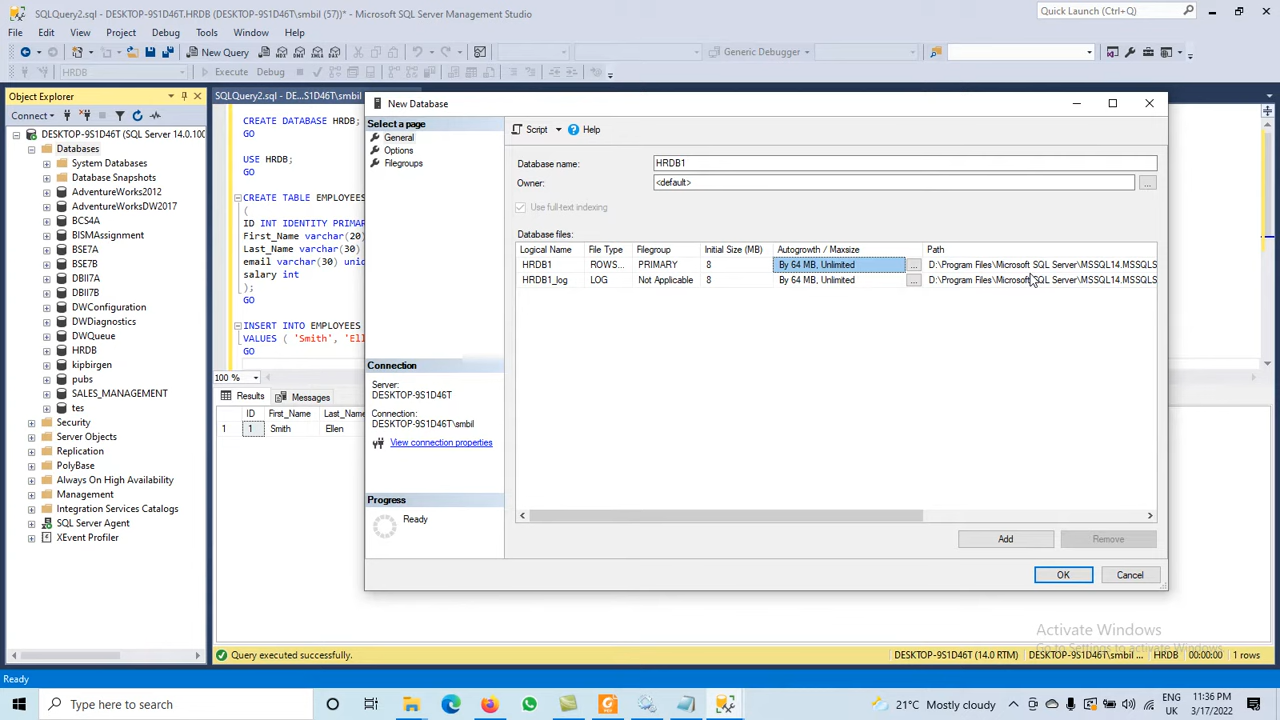 SQLQuery2.sql - DESKTOP-9S1D46T.HRDB (DESKTOP-9S1D46T\smbil (57))* - Microsoft SQL Server Management Studio
Quick Launch (Ctrl+Q)
File Edit View Project Debug Tools Window Help
New Query
Generic Debugger
HRDB
Execute Debug
Object Explorer
Connect
DESKTOP-9S1D46T (SQL Server 14.0.100
Databases
System Databases
Database Snapshots
AdventureWorks2012
AdventureWorksDW2017
BCS4A
BISMAssignment
BSE7A
BSE7B
DBII7A
DBII7B
DWConfiguration
DWDiagnostics
DWQueue
HRDB
kipbirgen
pubs
SALES_MANAGEMENT
tes
Security
Server Objects
Replication
PolyBase
Always On High Availability
Management
Integration Services Catalogs
SQL Server Agent
XEvent Profiler
SQLQuery2.sql - DE...S1D46T\smbil
CREATE DATABASE HRDB;
GO
USE HRDB;
GO
CREATE TABLE EMPLOYEES
(
ID INT IDENTITY PRIMAR
First_Name varchar(20)
Last_Name varchar(30)
email varchar(30) uniq
salary int
);
GO
INSERT INTO EMPLOYEES
VALUES ( 'Smith', 'Ell
GO
100 %
Results Messages
ID First_Name Last_Name
1 1 Smith Ellen
New Database
Select a page
General
Options
Filegroups
Connection
Server:
DESKTOP-9S1D46T
Connection:
DESKTOP-9S1D46T\smbil
View connection properties
Progress
Ready
Script Help
Database name: HRDB1
Owner: <default> ...
Use full-text indexing
Database files:
Logical Name File Type Filegroup Initial Size (MB) Autogrowth / Maxsize Path
HRDB1 ROWS... PRIMARY 8 By 64 MB, Unlimited ... D:\Program Files\Microsoft SQL Server\MSSQL14.MSSQLS
HRDB1_log LOG Not Applicable 8 By 64 MB, Unlimited ... D:\Program Files\Microsoft SQL Server\MSSQL14.MSSQLS
Add Remove
OK Cancel
Activate Windows
Go to Settings to activate Windows.
Query executed successfully. DESKTOP-9S1D46T (14.0 RTM) DESKTOP-9S1D46T\smbil ... HRDB 00:00:00 1 rows
Ready
Type here to search
21°C Mostly cloudy
ENG
UK
11:36 PM
3/17/2022